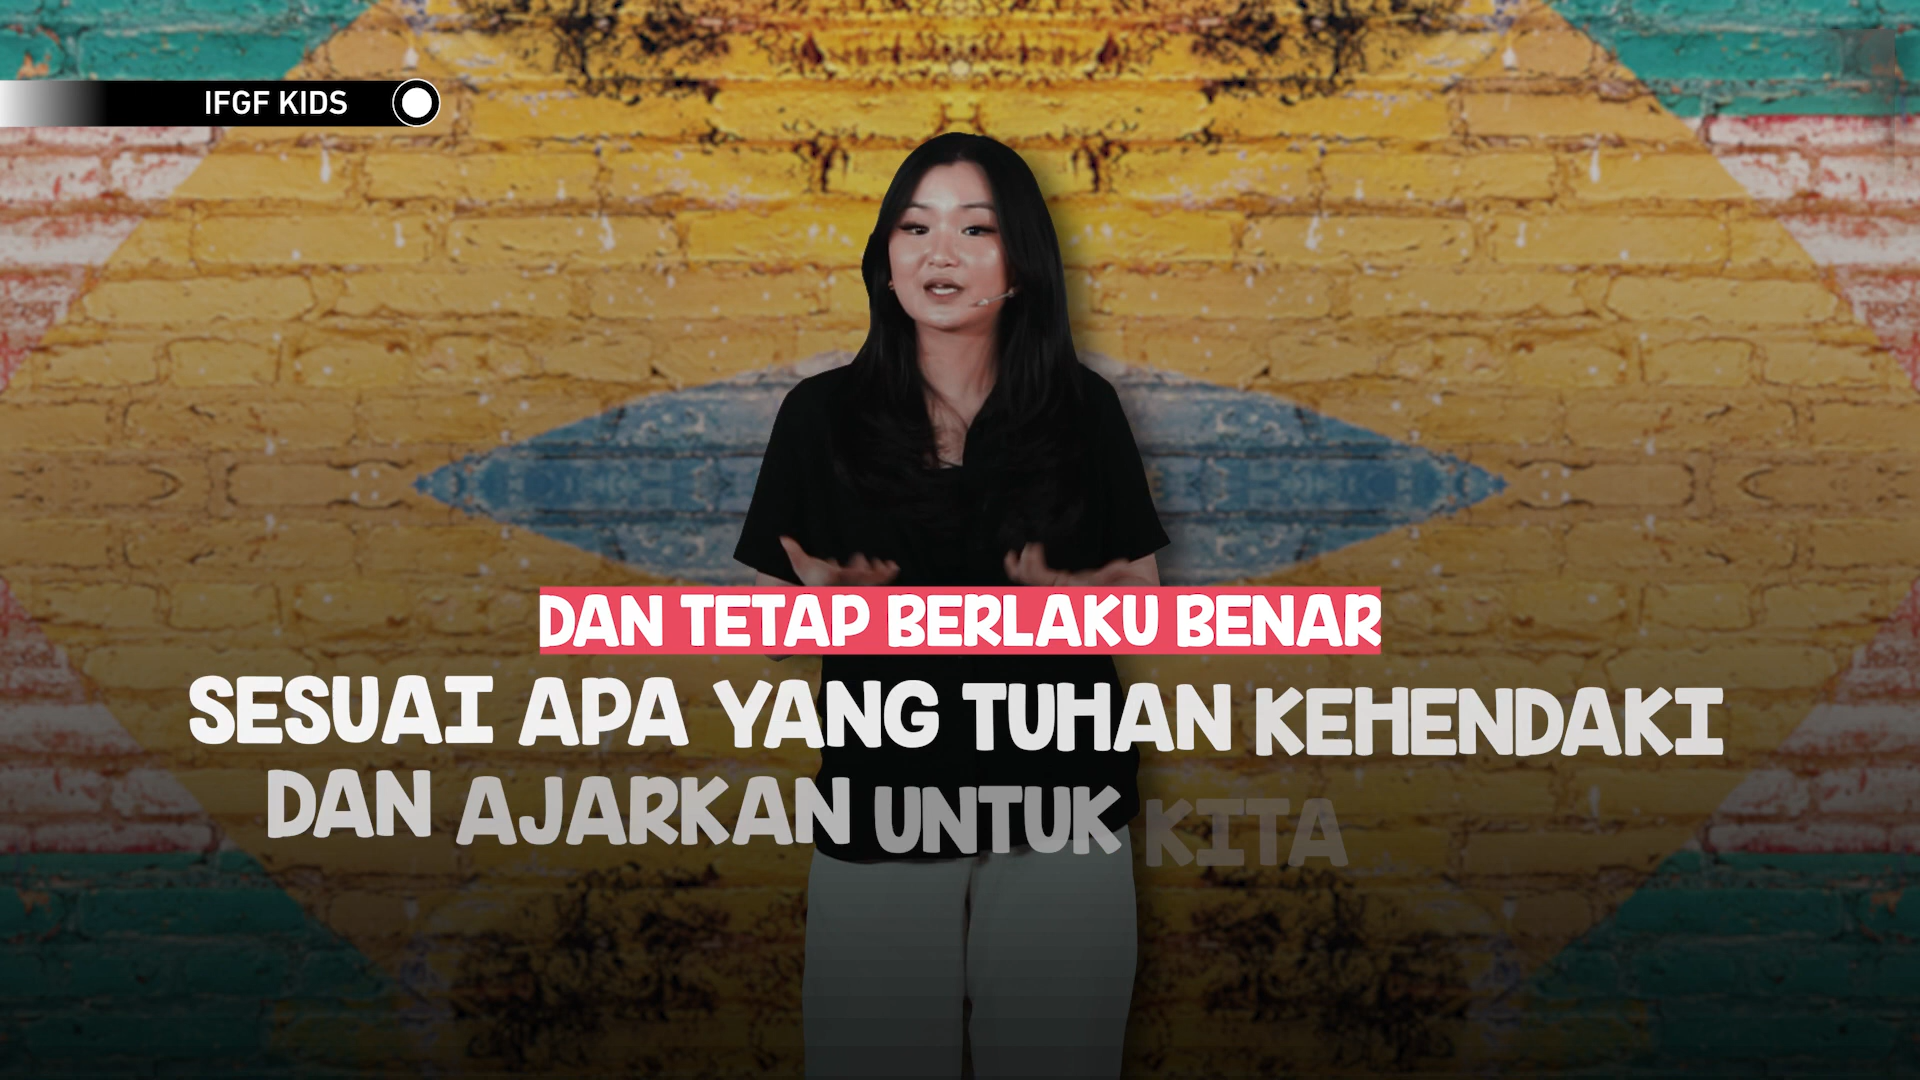 IFGF KIDS
DAN TETAP BERLAKU BENAR
SESUAI APA YANG TUHAN KEHENDAKI
DAN AJARKAN UNTUK KITA